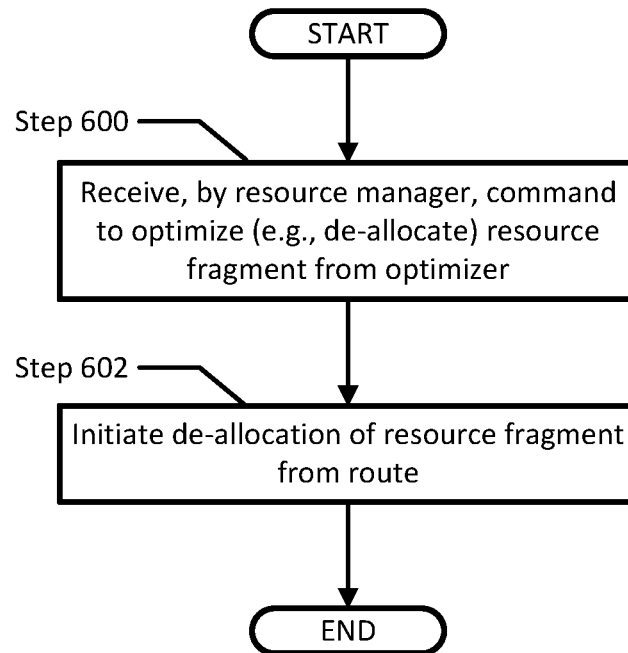 START
Step 600
Receive, by resource manager, command
to optimize (e.g., de-allocate) resource
fragment from optimizer
Step 602
Initiate de-allocation of resource fragment
from route
END